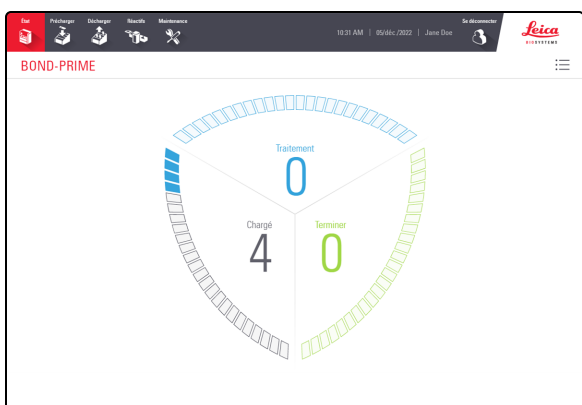 État Précharger Décharger Réactifs Maintenance
10:31 AM | 05/déc /2022 | Jane Doe
Se déconnecter
Leica
BIOSYSTEMS
BOND-PRIME
Traitement
0
Chargé
4
Terminer
0